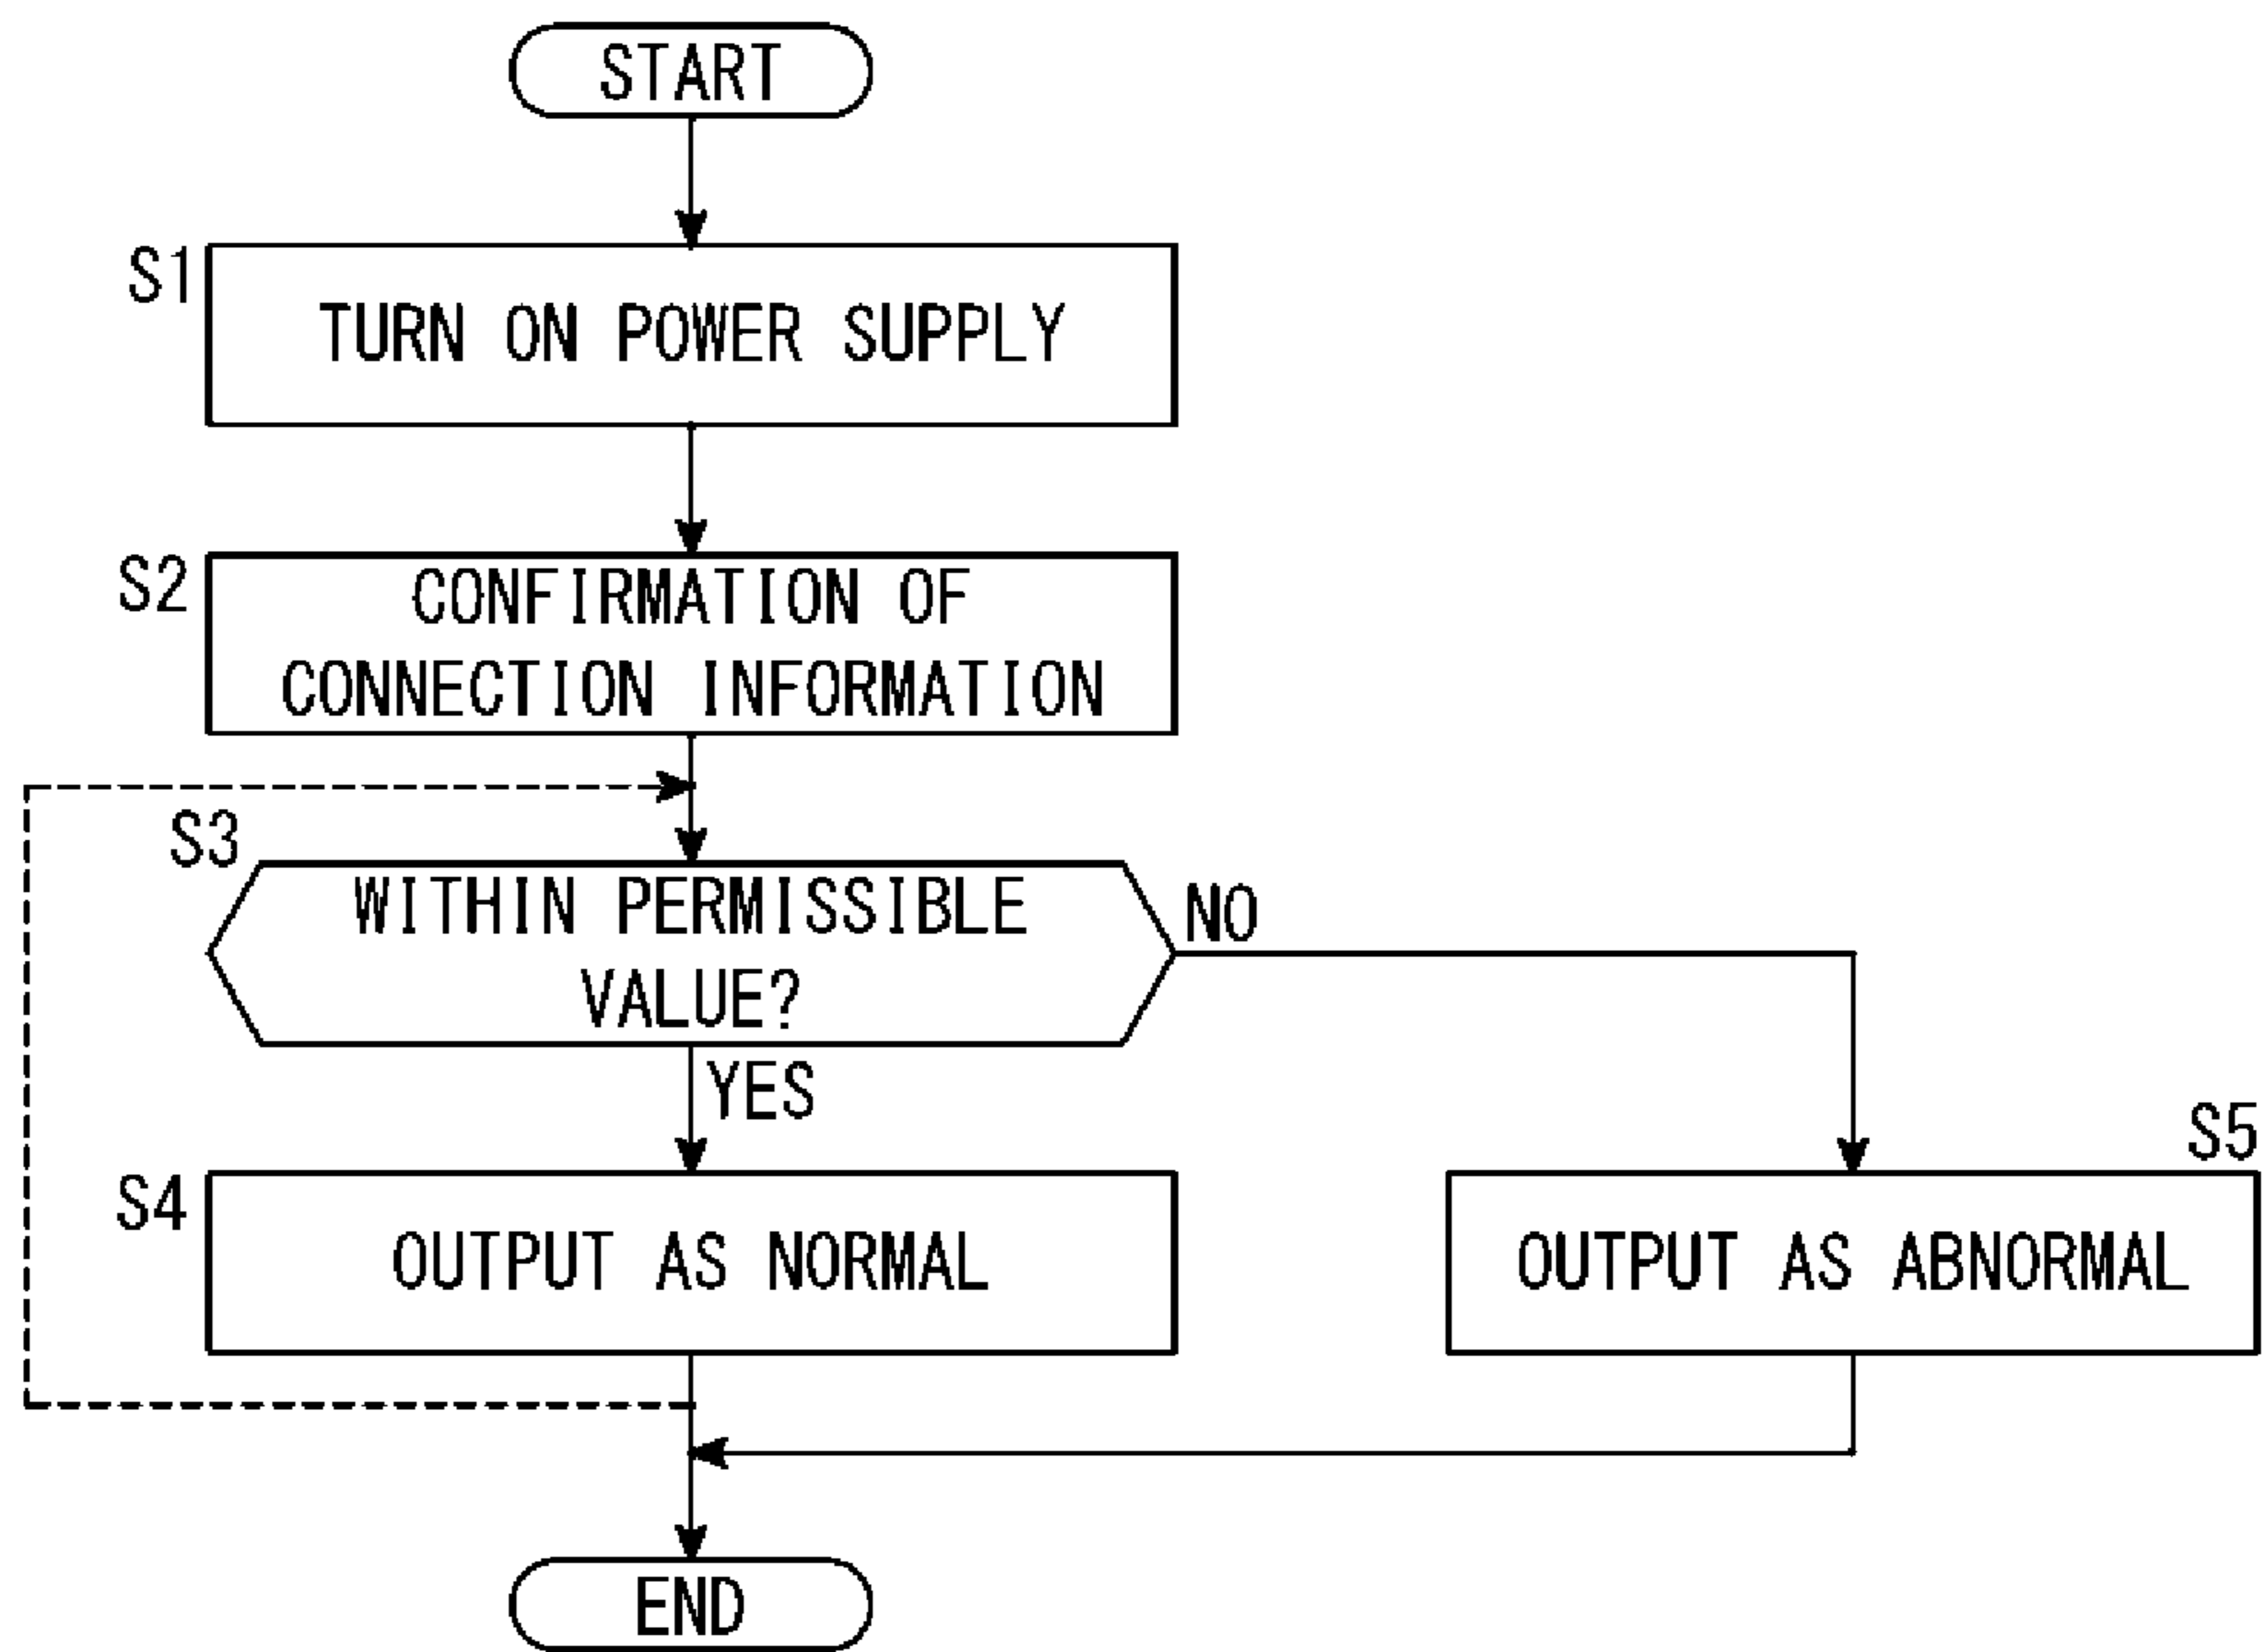 START
S1
TURN ON POWER SUPPLY
S2
CONFIRMATION OF
CONNECTION INFORMATION
S3
WITHIN PERMISSIBLE
VALUE?
NO
YES
S4
OUTPUT AS NORMAL
S5
OUTPUT AS ABNORMAL
END